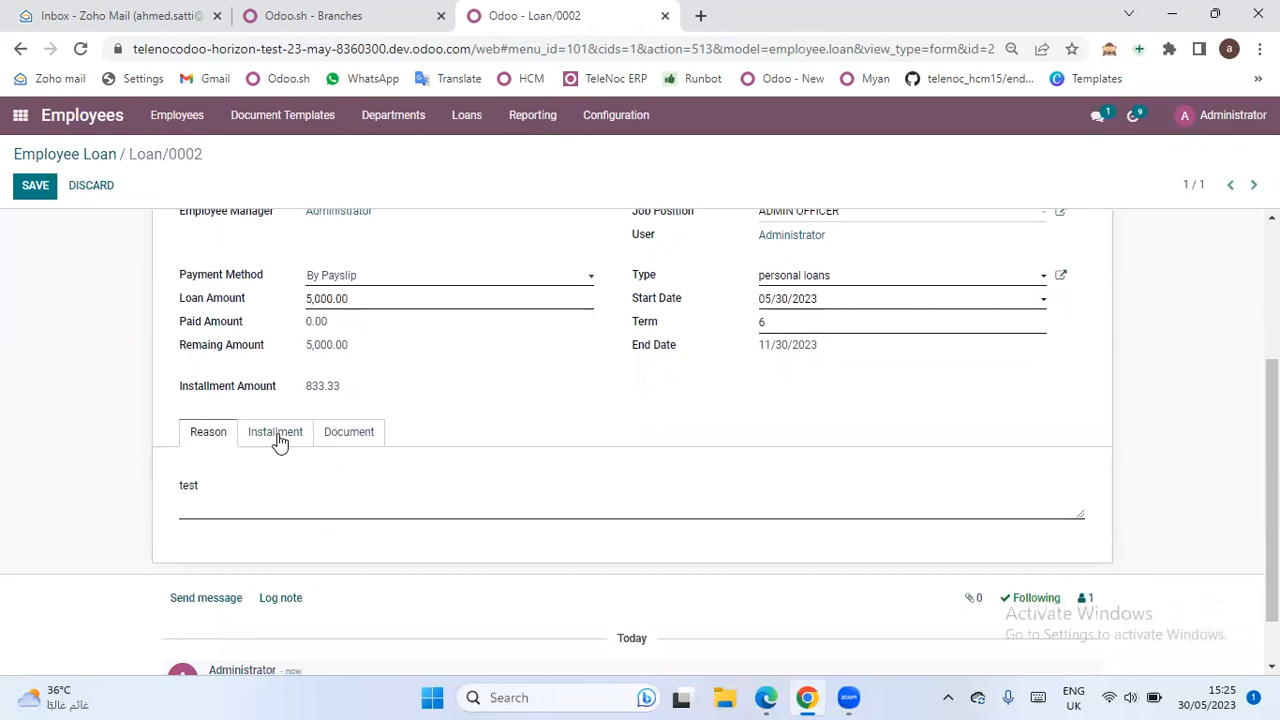 Inbox - Zoho Mail (ahmed.satti@
Odoo.sh - Branches
Odoo - Loan/0002
telenocodoo-horizon-test-23-may-8360300.dev.odoo.com/web#menu_id=101&cids=1&action=513&model=employee.loan&view_type=form&id=2
a
Zoho mail
Settings
Gmail
Odoo.sh
WhatsApp
Translate
HCM
TeleNoc ERP
Runbot
Odoo - New
Myan
telenoc_hcm15/end...
Templates
»
Employees
Employees
Document Templates
Departments
Loans
Reporting
Configuration
1
9
A
Administrator
Employee Loan / Loan/0002
SAVE
DISCARD
1 / 1
Employee Manager
Administrator
Job Position
ADMIN OFFICER
User
Administrator
Payment Method
By Payslip
Type
personal loans
Loan Amount
5,000.00
Start Date
05/30/2023
Paid Amount
0.00
Term
6
Remaing Amount
5,000.00
End Date
11/30/2023
Installment Amount
833.33
Reason
Installment
Document
test
Send message
Log note
0
Following
1
Activate Windows
Go to Settings to activate Windows.
Today
Administrator - new
36°C
غائم غالبًا
Search
zoom
ENG
UK
15:25
30/05/2023
1